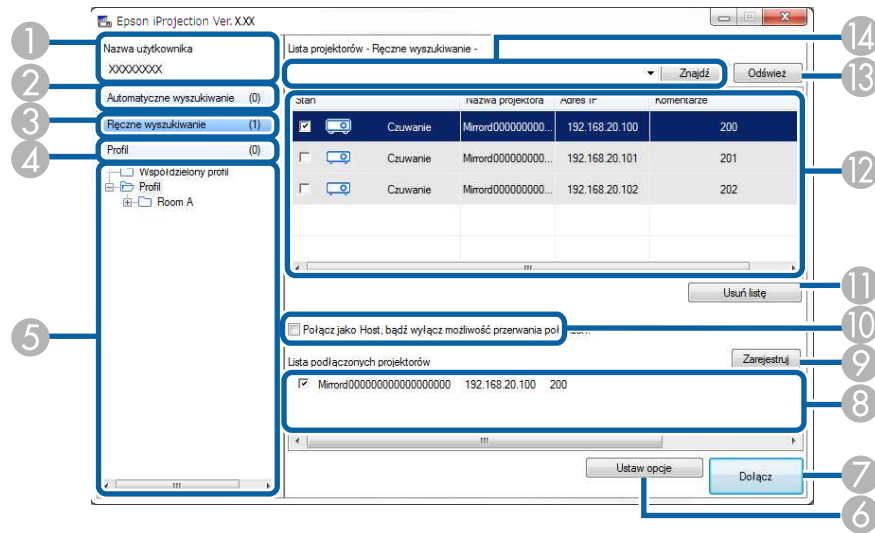 Epson iProjection Ver. X.XX
1
Nazwa użytkownika
XXXXXXXX
2
Automatyczne wyszukiwanie (0)
3
Ręczne wyszukiwanie (1)
4
Profil (0)
5
Współdzielony profil
Profil
Room A
Lista projektorów - Ręczne wyszukiwanie -
14
Znajdź
Odśwież
13
Stan Nazwa projektora Adres IP Komentarze
Czuwanie Mirrord000000000... 192.168.20.100 200
Czuwanie Mirrord000000000... 192.168.20.101 201
Czuwanie Mirrord000000000... 192.168.20.102 202
12
Usuń listę
11
Połącz jako Host, bądź wyłącz możliwość przerwania poł
10
Lista podłączonych projektorów
Zarejestruj
9
Mirrord000000000000000000 192.168.20.100 200
8
Ustaw opcje
Dołącz
7
6